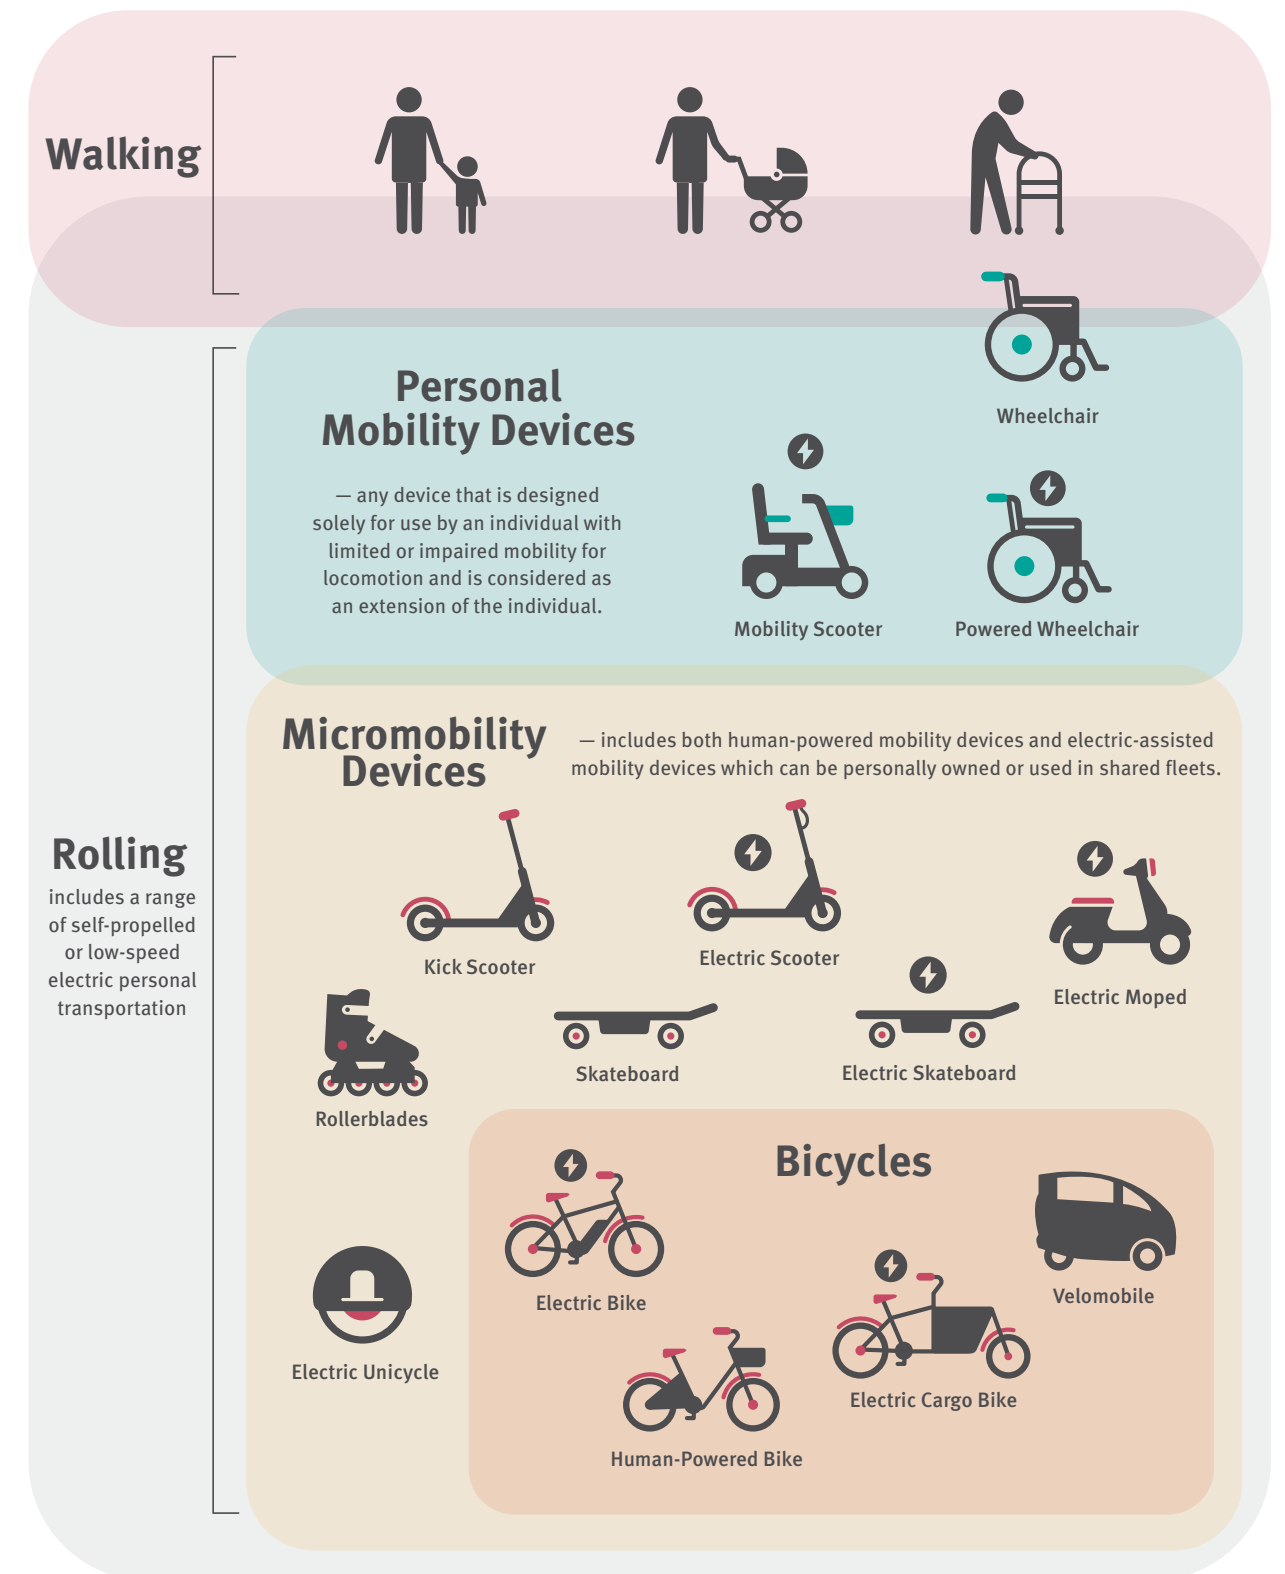 Walking
Wheelchair
Personal
Mobility Devices
— any device that is designed
solely for use by an individual with
limited or impaired mobility for
locomotion and is considered as
an extension of the individual.
Mobility Scooter
Powered Wheelchair
Micromobility
Devices
— includes both human-powered mobility devices and electric-assisted
mobility devices which can be personally owned or used in shared fleets.
Rolling
includes a range
of self-propelled
or low-speed
electric personal
transportation
Kick Scooter
Electric Scooter
Electric Moped
Rollerblades
Skateboard
Electric Skateboard
Bicycles
Electric Bike
Velomobile
Electric Unicycle
Electric Cargo Bike
Human-Powered Bike